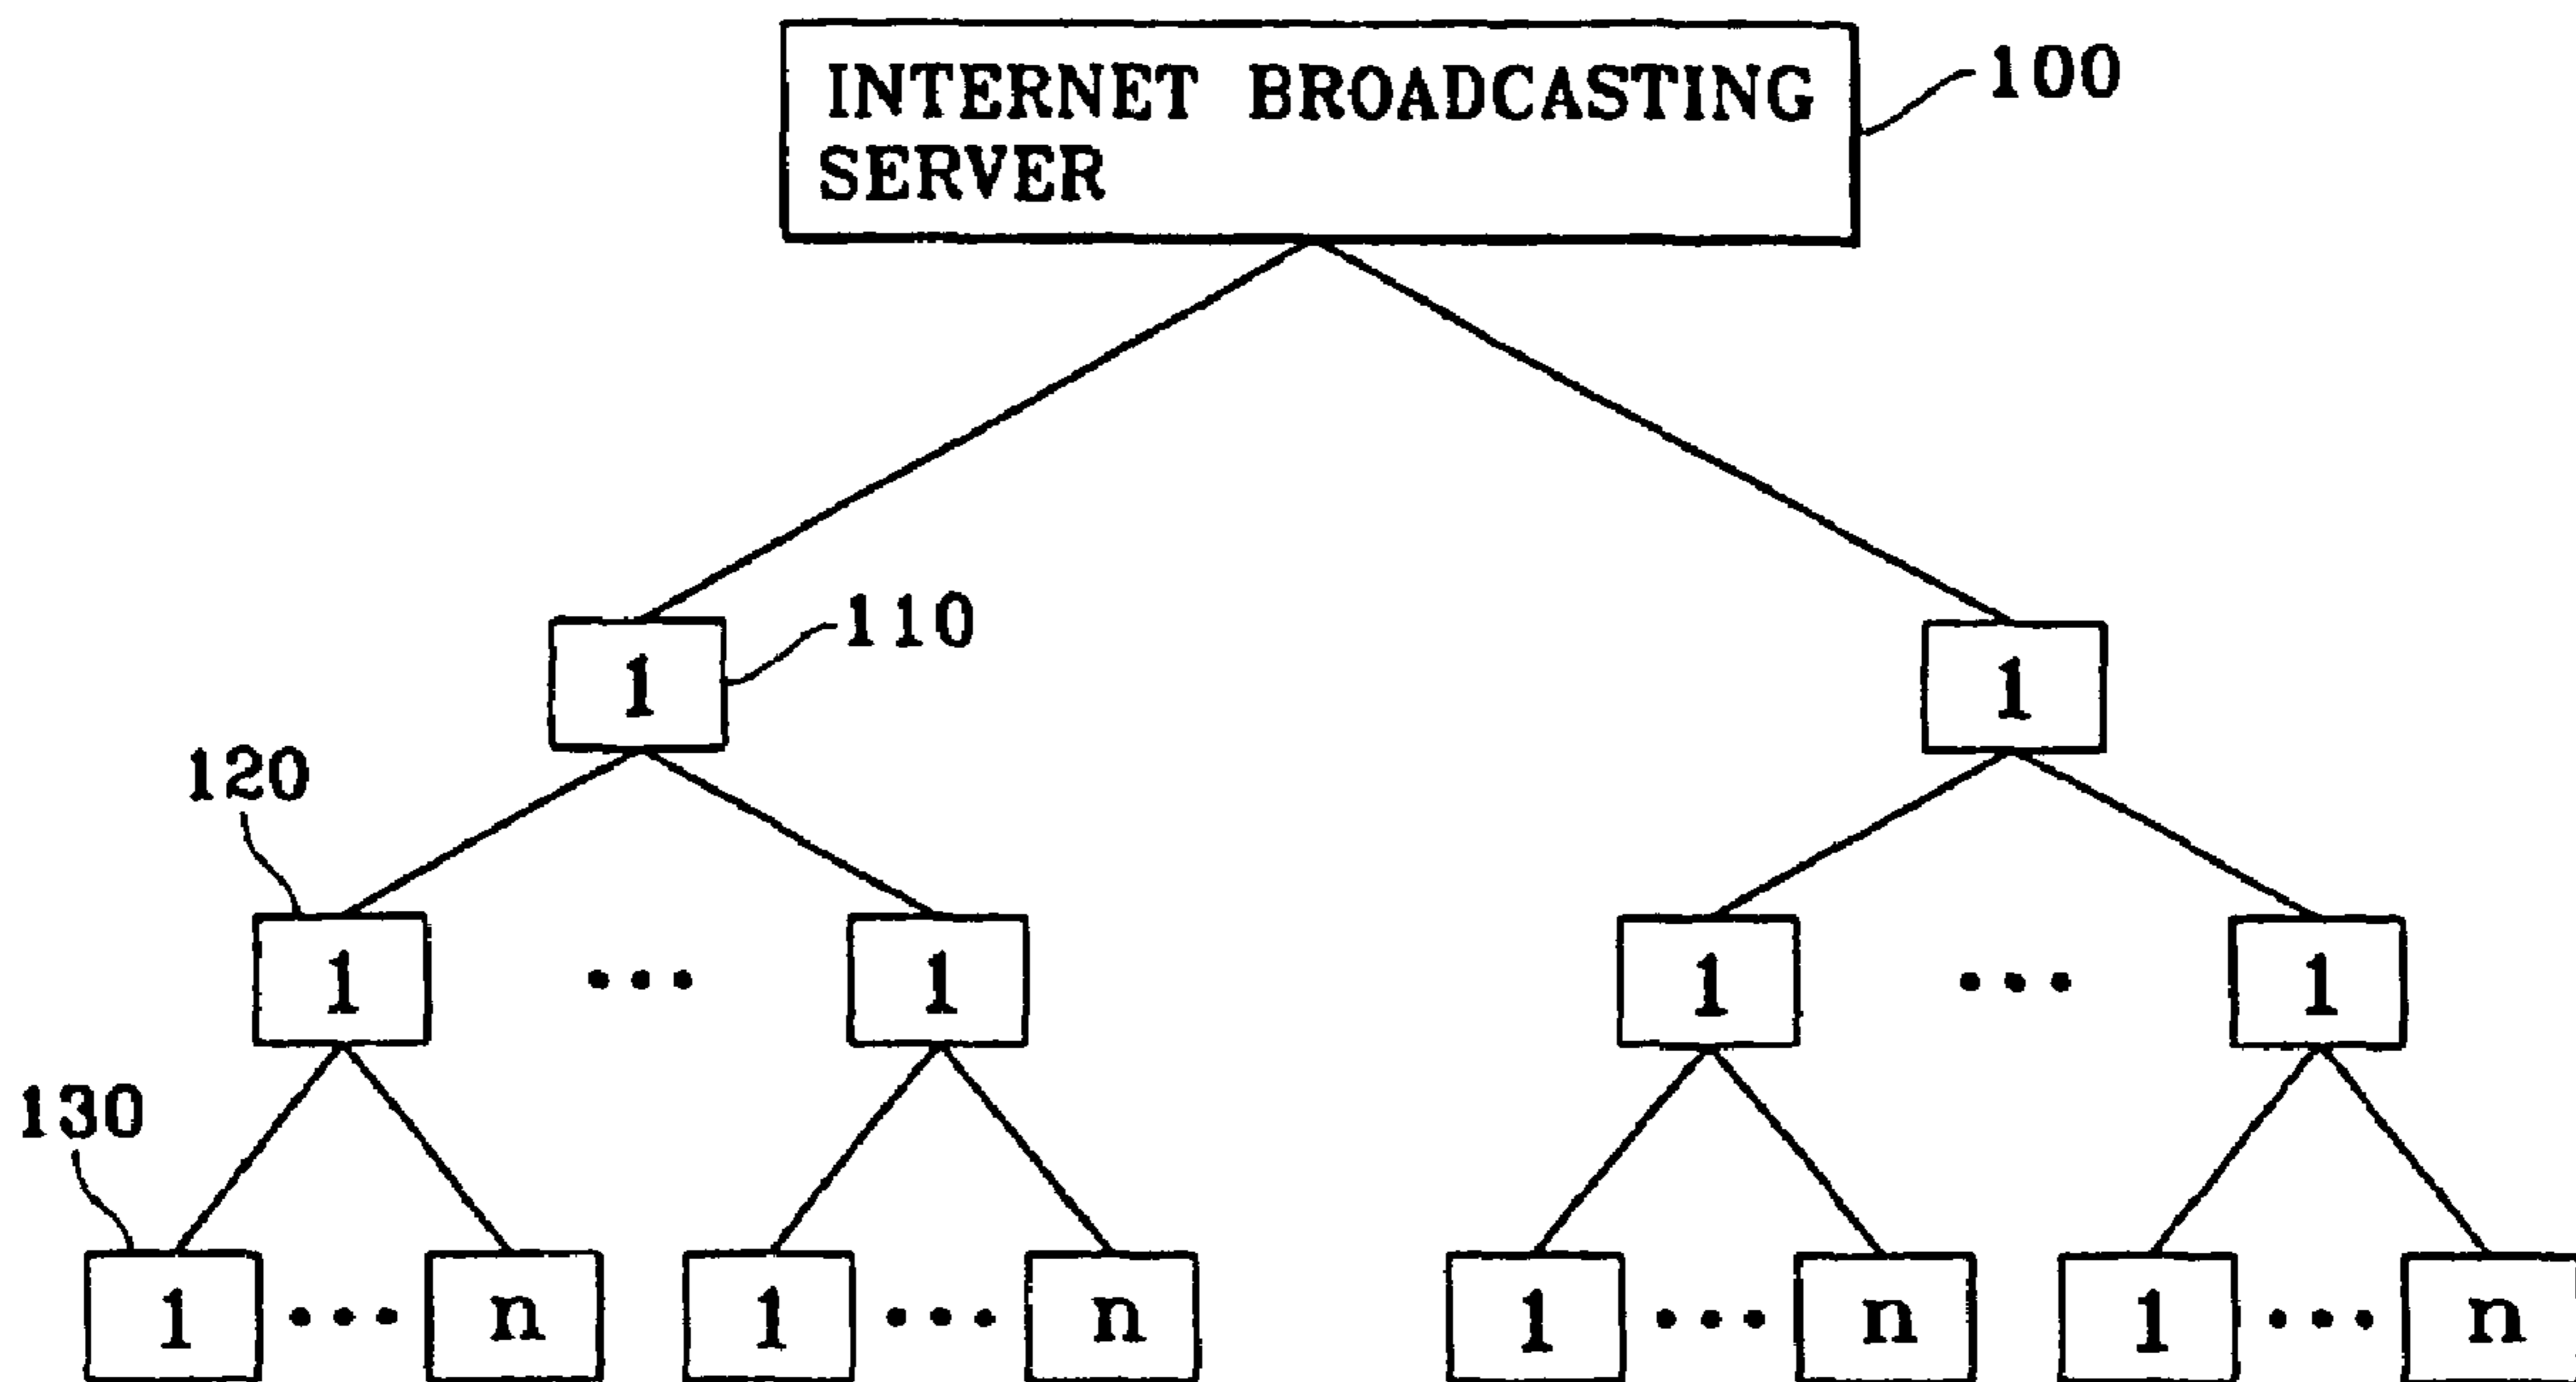 INTERNET BROADCASTING
SERVER
100
1
110
1
120
1
...
1
1
...
1
130
1 ... n
1 ... n
1 ... n
1 ... n